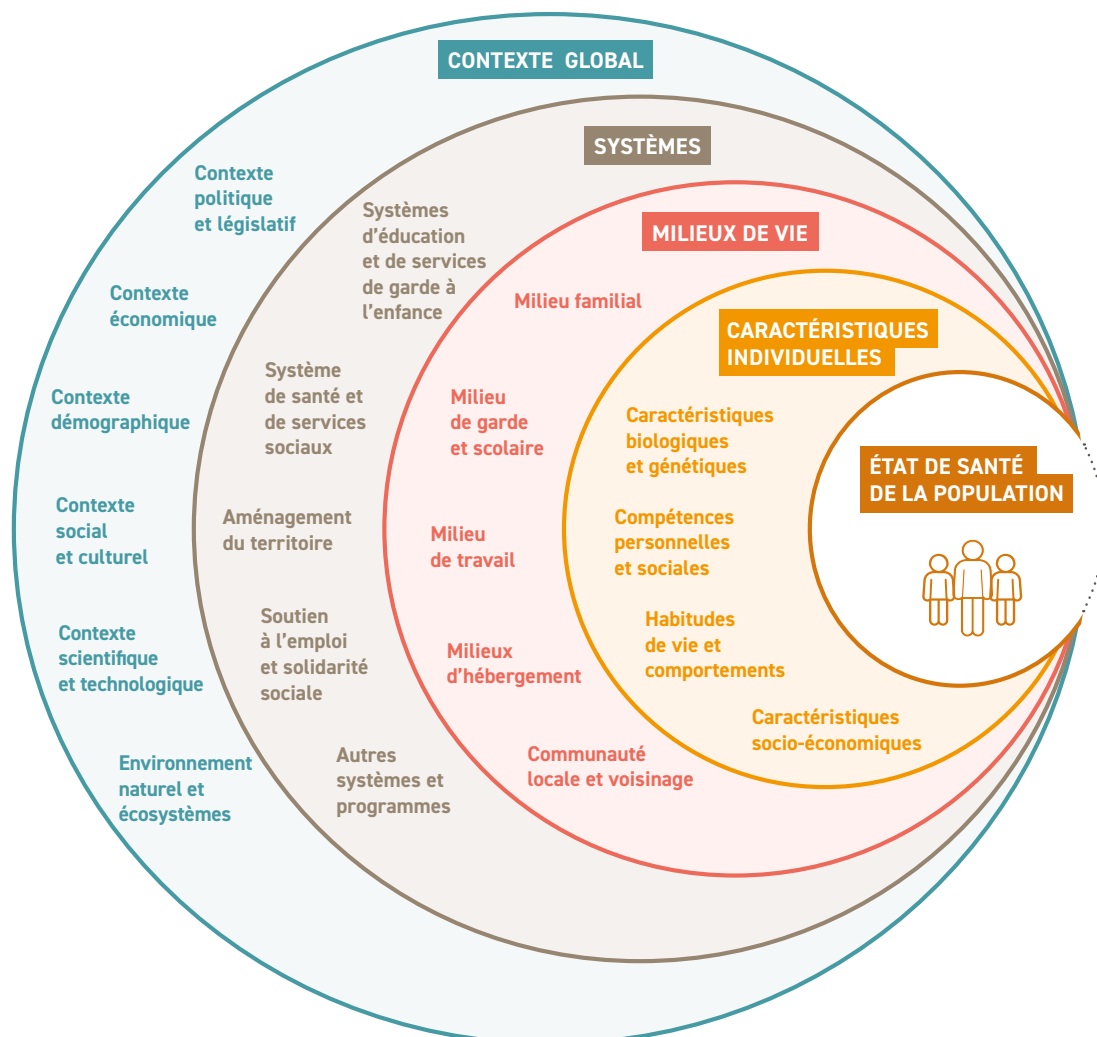 CONTEXTE GLOBAL
Contexte
politique
et législatif
Contexte
économique
Contexte
démographique
Contexte
social
et culturel
Contexte
scientifique
et technologique
Environnement
naturel et
écosystèmes
SYSTÈMES
Systèmes
d’éducation
et de services
de garde à
l’enfance
Système
de santé et
de services
sociaux
Aménagement
du territoire
Soutien
à l’emploi
et solidarité
sociale
Autres
systèmes et
programmes
MILIEUX DE VIE
Milieu familial
Milieu
de garde
et scolaire
Milieu
de travail
Milieux
d’hébergement
Communauté
locale et voisinage
CARACTÉRISTIQUES
INDIVIDUELLES
Caractéristiques
biologiques
et génétiques
Compétences
personnelles
et sociales
Habitudes
de vie et
comportements
Caractéristiques
socio-économiques
ÉTAT DE SANTÉ
DE LA POPULATION